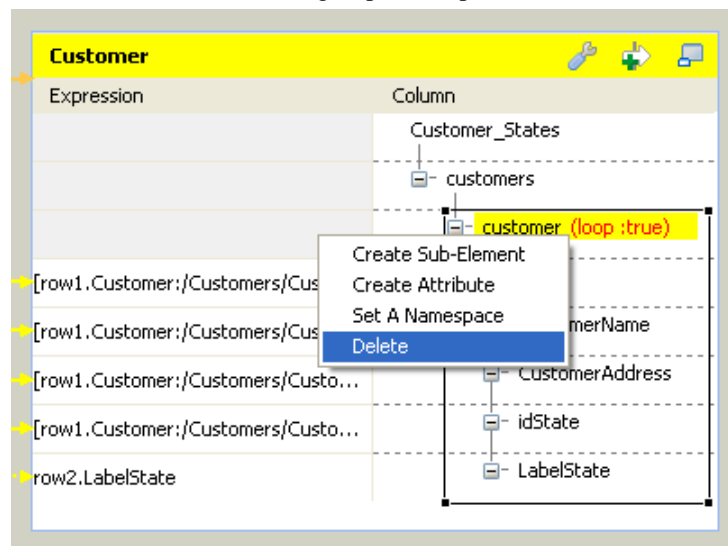 Customer
Expression Column
Customer_States
customers
customer (loop :true)
Create Sub-Element
[row1.Customer:/Customers/Cus Create Attribute
Set A Namespace
[row1.Customer:/Customers/Cus merName
Delete
[row1.Customer:/Customers/Custo... CustomerAddress
[row1.Customer:/Customers/Custo... idState
row2.LabelState LabelState